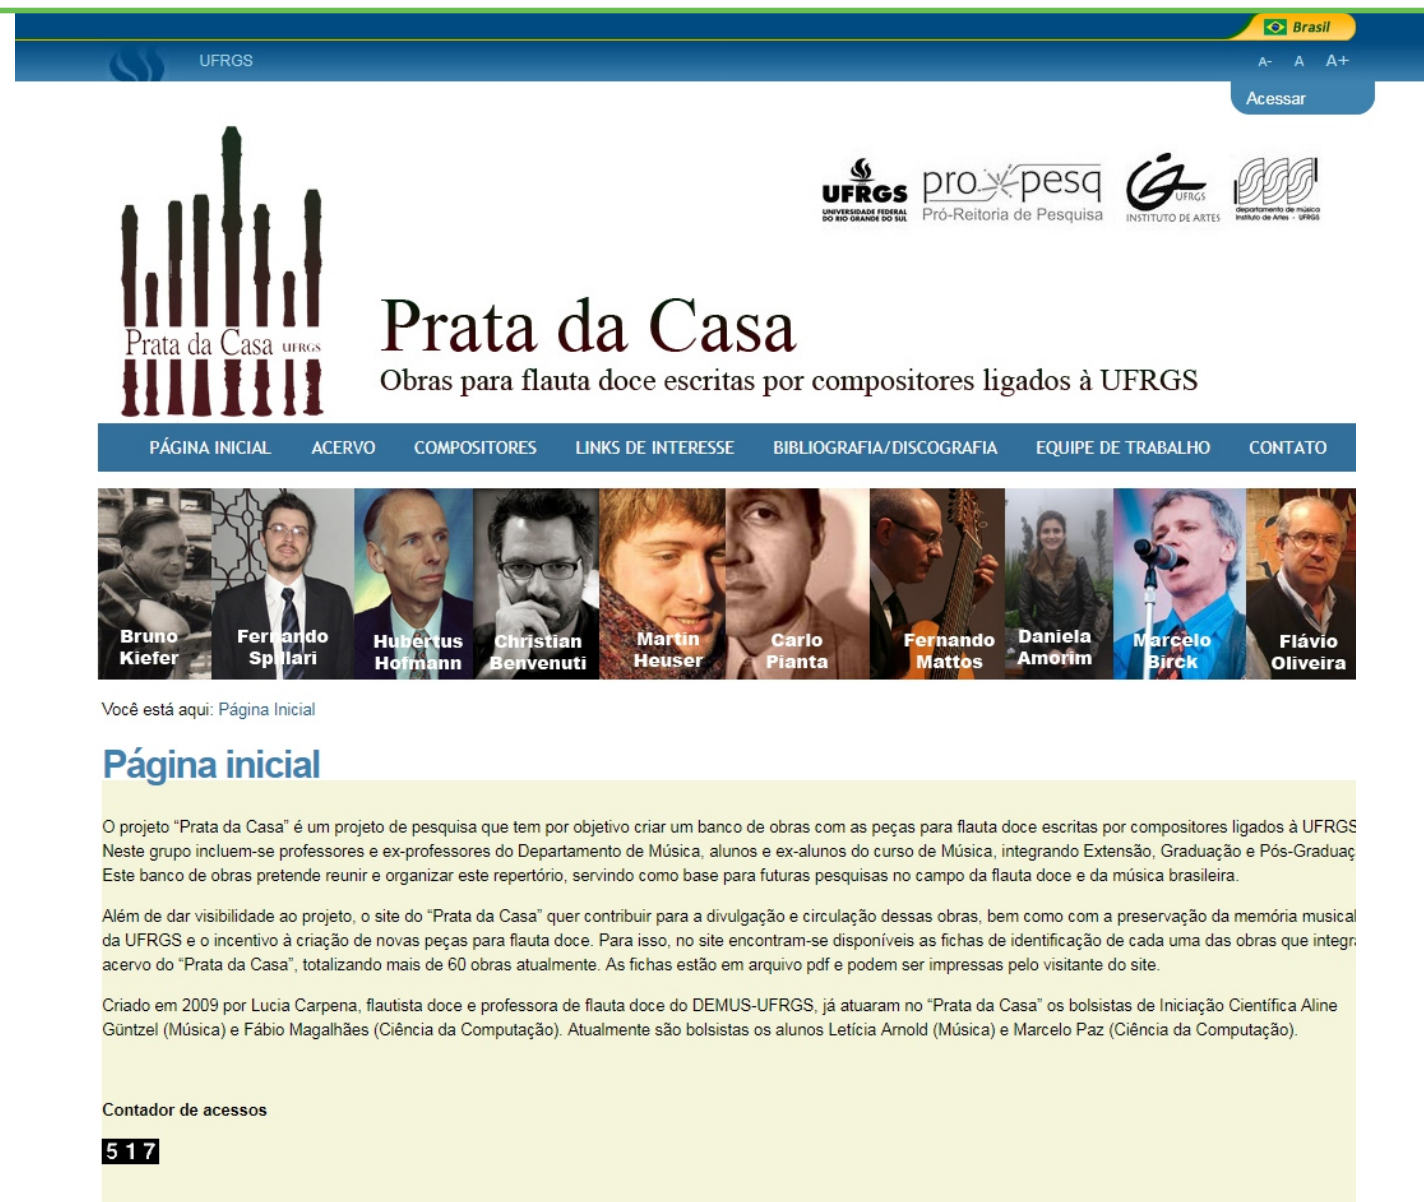 Brasil
UFRGS
A- A A+
Acessar
UFRGS
UNIVERSIDADE FEDERAL
DO RIO GRANDE DO SUL
pro pesq
Pró-Reitoria de Pesquisa
UFRGS
INSTITUTO DE ARTES
departamento de música
Instituto de Artes - UFRGS
Prata da Casa UFRGS
Prata da Casa
Obras para flauta doce escritas por compositores ligados à UFRGS
PÁGINA INICIAL ACERVO COMPOSITORES LINKS DE INTERESSE BIBLIOGRAFIA/DISCOGRAFIA EQUIPE DE TRABALHO CONTATO
Bruno
Kiefer
Fernando
Spillari
Hubertus
Hofmann
Christian
Benvenuti
Martin
Heuser
Carlo
Pianta
Fernando
Mattos
Daniela
Amorim
Marcelo
Birck
Flávio
Oliveira
Você está aqui: Página Inicial
Página inicial
O projeto “Prata da Casa” é um projeto de pesquisa que tem por objetivo criar um banco de obras com as peças para flauta doce escritas por compositores ligados à UFRGS
Neste grupo incluem-se professores e ex-professores do Departamento de Música, alunos e ex-alunos do curso de Música, integrando Extensão, Graduação e Pós-Graduaç
Este banco de obras pretende reunir e organizar este repertório, servindo como base para futuras pesquisas no campo da flauta doce e da música brasileira.
Além de dar visibilidade ao projeto, o site do “Prata da Casa” quer contribuir para a divulgação e circulação dessas obras, bem como com a preservação da memória musical
da UFRGS e o incentivo à criação de novas peças para flauta doce. Para isso, no site encontram-se disponíveis as fichas de identificação de cada uma das obras que integra
acervo do “Prata da Casa”, totalizando mais de 60 obras atualmente. As fichas estão em arquivo pdf e podem ser impressas pelo visitante do site.
Criado em 2009 por Lucia Carpena, flautista doce e professora de flauta doce do DEMUS-UFRGS, já atuaram no “Prata da Casa” os bolsistas de Iniciação Científica Aline
Güntzel (Música) e Fábio Magalhães (Ciência da Computação). Atualmente são bolsistas os alunos Letícia Arnold (Música) e Marcelo Paz (Ciência da Computação).
Contador de acessos
517